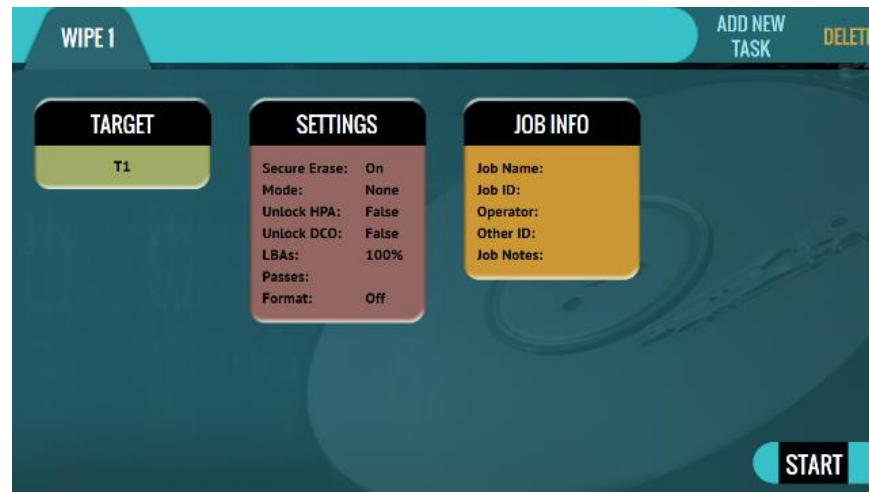 WIPE 1
ADD NEW
TASK
TARGET
T1
SETTINGS
Secure Erase: On
Mode: None
Unlock HPA: False
Unlock DCO: False
LBAs: 100%
Passes:
Format: Off
JOB INFO
Job Name:
Job ID:
Operator:
Other ID:
Job Notes:
START